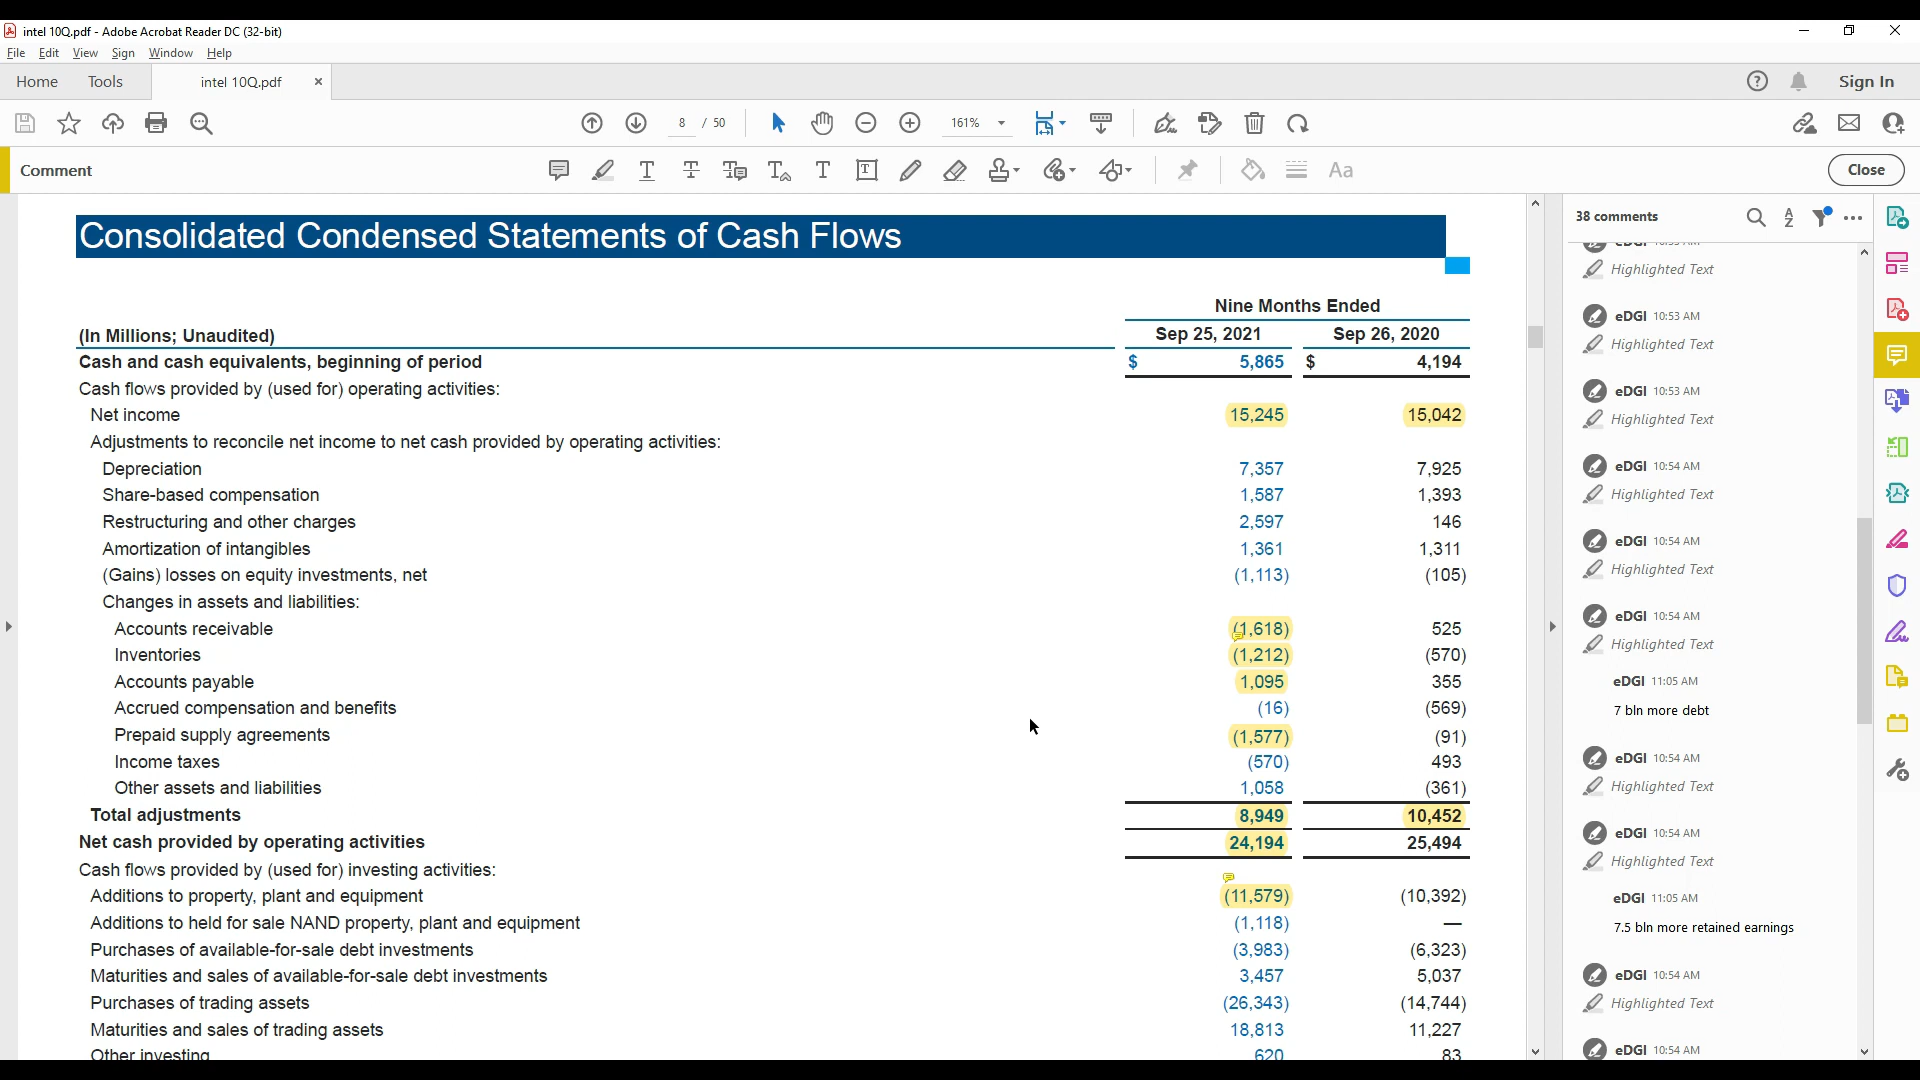 intel 10Q.pdf - Adobe Acrobat Reader DC (32-bit)
File Edit View Sign Window Help
Home Tools intel 10Q.pdf × Sign In
8 / 50 161%
Comment Close
Consolidated Condensed Statements of Cash Flows
Nine Months Ended
(In Millions; Unaudited) Sep 25, 2021 Sep 26, 2020
Cash and cash equivalents, beginning of period $ 5,865 $ 4,194
Cash flows provided by (used for) operating activities:
Net income 15,245 15,042
Adjustments to reconcile net income to net cash provided by operating activities:
Depreciation 7,357 7,925
Share-based compensation 1,587 1,393
Restructuring and other charges 2,597 146
Amortization of intangibles 1,361 1,311
(Gains) losses on equity investments, net (1,113) (105)
Changes in assets and liabilities:
Accounts receivable (1,618) 525
Inventories (1,212) (570)
Accounts payable 1,095 355
Accrued compensation and benefits (16) (569)
Prepaid supply agreements (1,577) (91)
Income taxes (570) 493
Other assets and liabilities 1,058 (361)
Total adjustments 8,949 10,452
Net cash provided by operating activities 24,194 25,494
Cash flows provided by (used for) investing activities:
Additions to property, plant and equipment (11,579) (10,392)
Additions to held for sale NAND property, plant and equipment (1,118) —
Purchases of available-for-sale debt investments (3,983) (6,323)
Maturities and sales of available-for-sale debt investments 3,457 5,037
Purchases of trading assets (26,343) (14,744)
Maturities and sales of trading assets 18,813 11,227
Other investing 620 83
38 comments
Highlighted Text
eDGI 10:53 AM
Highlighted Text
eDGI 10:53 AM
Highlighted Text
eDGI 10:54 AM
Highlighted Text
eDGI 10:54 AM
Highlighted Text
eDGI 10:54 AM
Highlighted Text
eDGI 11:05 AM
7 bln more debt
eDGI 10:54 AM
Highlighted Text
eDGI 10:54 AM
Highlighted Text
eDGI 11:05 AM
7.5 bln more retained earnings
eDGI 10:54 AM
Highlighted Text
eDGI 10:54 AM